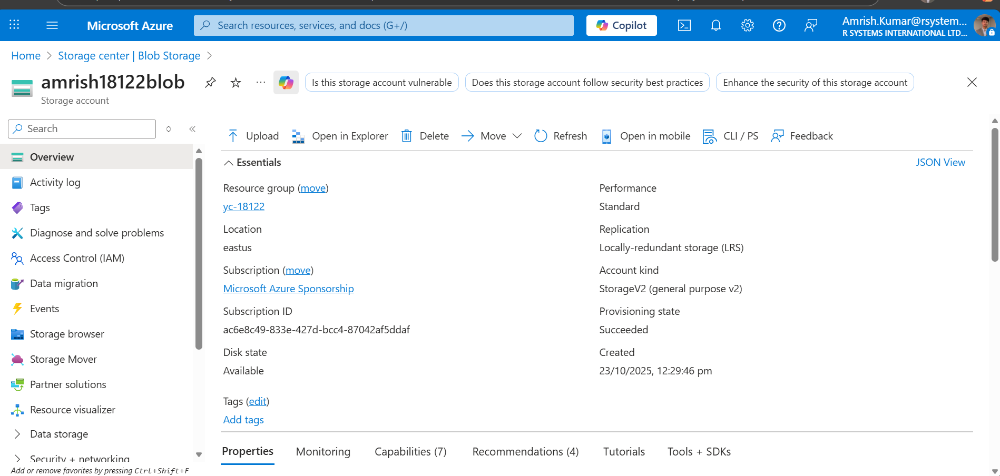 Microsoft Azure
Search resources, services, and docs (G+/)
Copilot
Amrish.Kumar@rsystem...
R SYSTEMS INTERNATIONAL LTD...
Home > Storage center | Blob Storage >
amrish18122blob
Storage account
Is this storage account vulnerable
Does this storage account follow security best practices
Enhance the security of this storage account
Search
Overview
Activity log
Tags
Diagnose and solve problems
Access Control (IAM)
Data migration
Events
Storage browser
Storage Mover
Partner solutions
Resource visualizer
Data storage
Security + networking
Add or remove favorites by pressing Ctrl+Shift+F
Upload
Open in Explorer
Delete
Move
Refresh
Open in mobile
CLI / PS
Feedback
Essentials
JSON View
Resource group (move)
yc-18122
Location
eastus
Subscription (move)
Microsoft Azure Sponsorship
Subscription ID
ac6e8c49-833e-427d-bcc4-87042af5ddaf
Disk state
Available
Performance
Standard
Replication
Locally-redundant storage (LRS)
Account kind
StorageV2 (general purpose v2)
Provisioning state
Succeeded
Created
23/10/2025, 12:29:46 pm
Tags (edit)
Add tags
Properties
Monitoring
Capabilities (7)
Recommendations (4)
Tutorials
Tools + SDKs